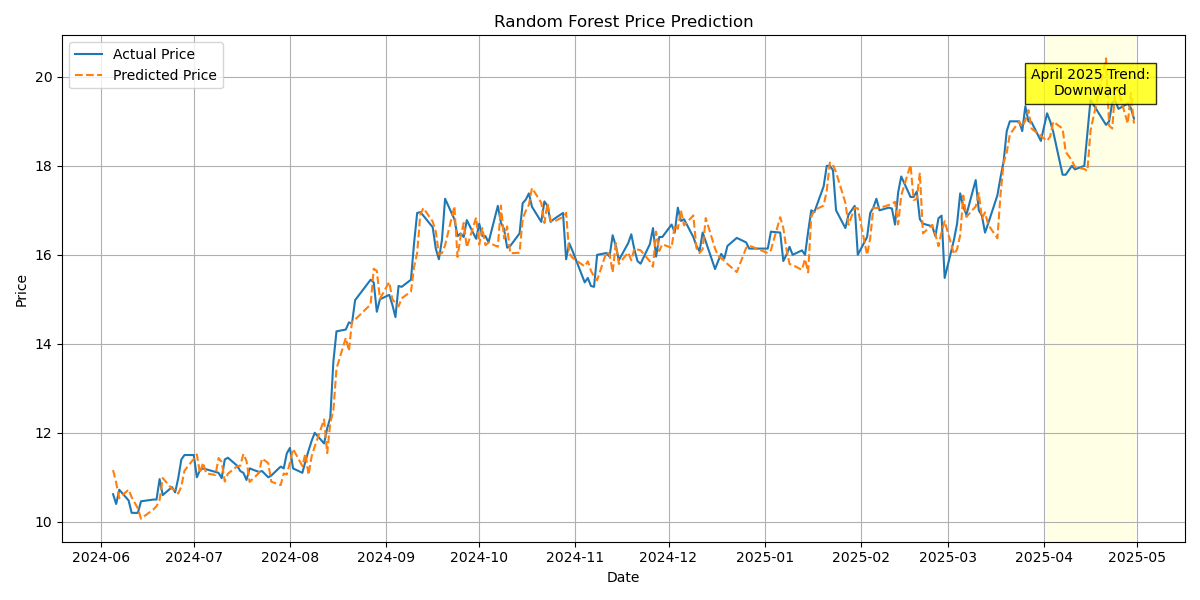 Random Forest Price Prediction
Actual Price
Predicted Price
April 2025 Trend:
Downward
Price
20
18
16
14
12
10
2024-06 2024-07 2024-08 2024-09 2024-10 2024-11 2024-12 2025-01 2025-02 2025-03 2025-04 2025-05
Date